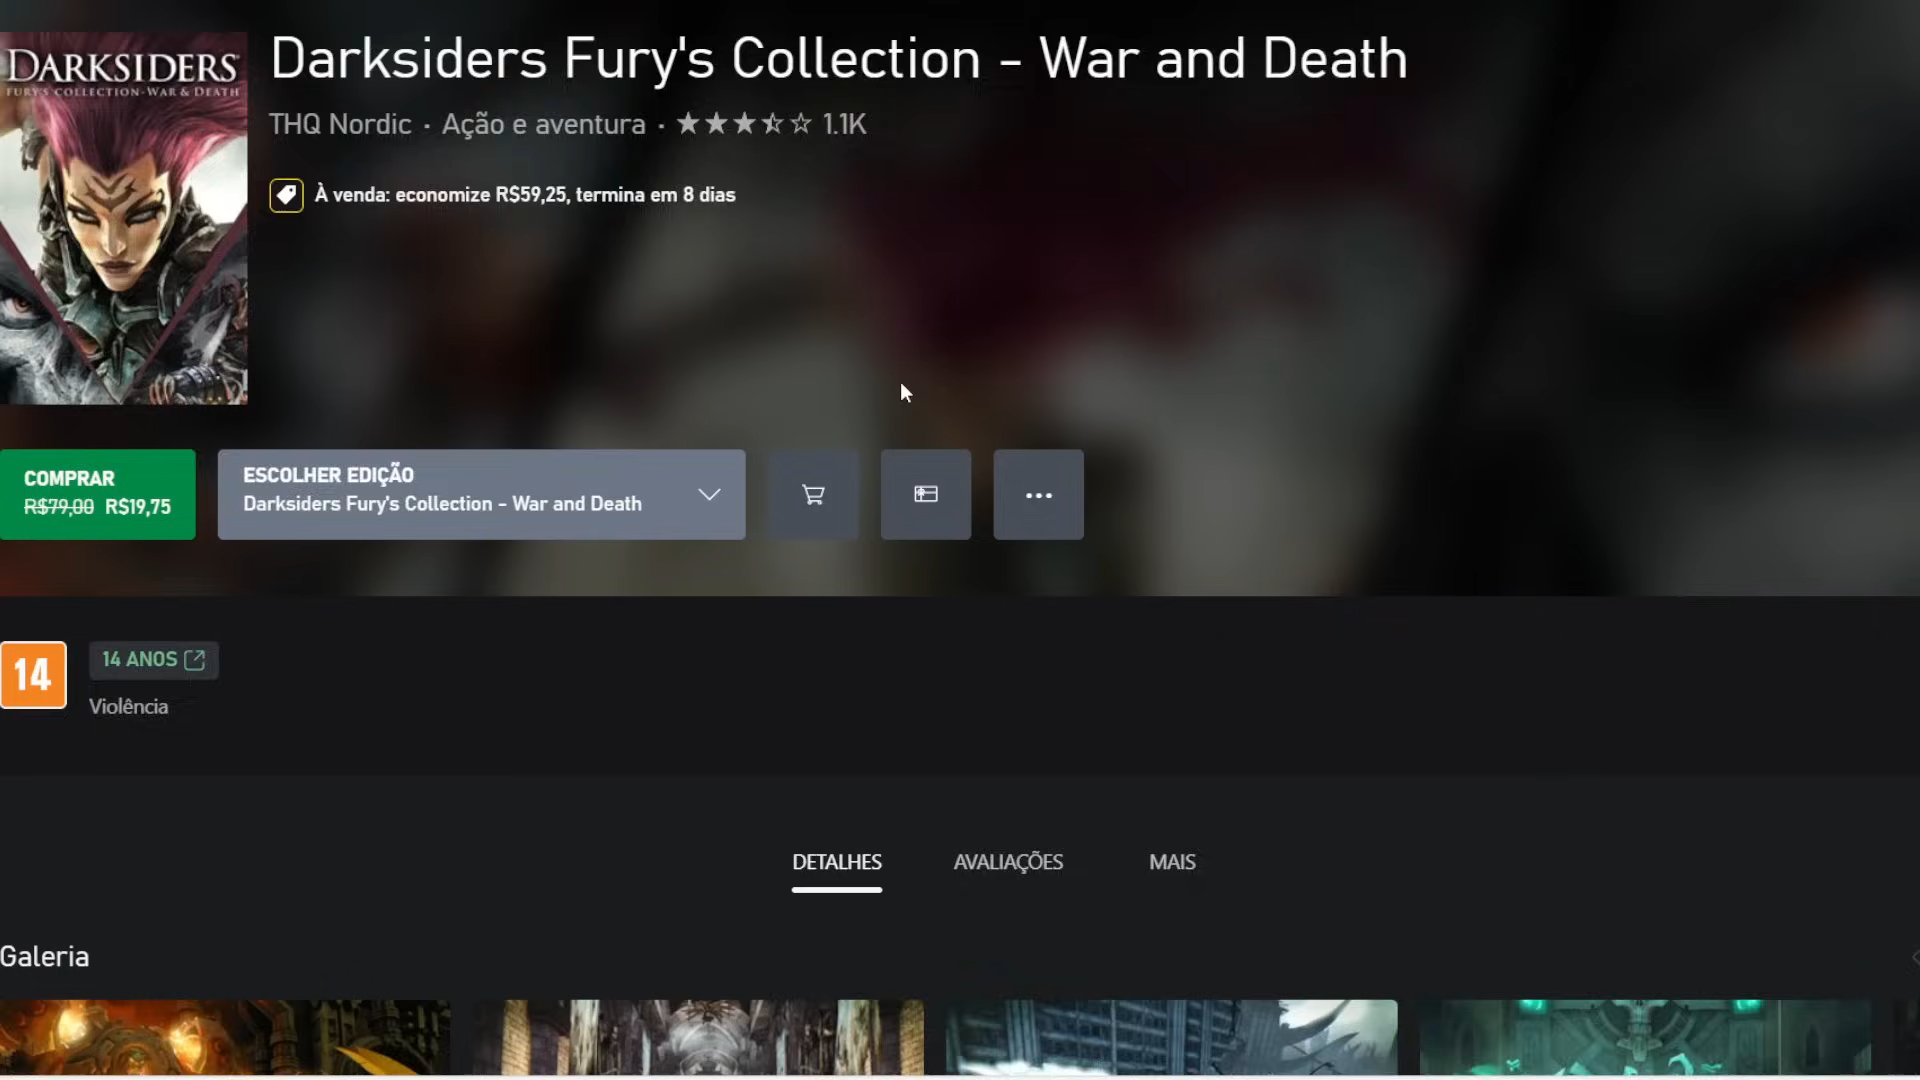 DARKSIDERS
FURY'S COLLECTION-WAR & DEATH
Darksiders Fury's Collection - War and Death
THQ Nordic · Ação e aventura · 1.1K
À venda: economize R$59,25, termina em 8 dias
COMPRAR
R$79,00 R$19,75
ESCOLHER EDIÇÃO
Darksiders Fury's Collection - War and Death
14
14 ANOS
Violência
DETALHES
AVALIAÇÕES
MAIS
Galeria